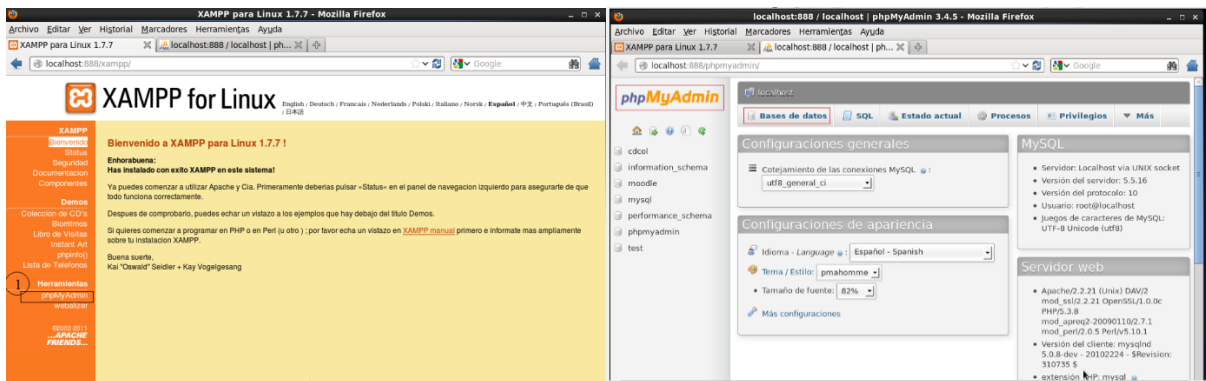 XAMPP para Linux 1.7.7 - Mozilla Firefox
Archivo Editar Ver Historial Marcadores Herramientas Ayuda
XAMPP para Linux 1.7.7
localhost:888 / localhost | ph...
localhost:888/xampp/
Google
XAMPP for Linux
English / Deutsch / Francais / Nederlands / Polski / Italiano / Norsk / Español / 中文 / Português (Brasil)
/ 日本語
XAMPP
Bienvenido
Status
Seguridad
Documentacion
Componentes
Demos
Coleccion de CD's
Biorritmos
Libro de Visitas
Instant Art
phpinfo()
Lista de Telefonos
1
Herramientas
phpMyAdmin
webalizer
©2002-2011
...APACHE
FRIENDS...
Bienvenido a XAMPP para Linux 1.7.7 !
Enhorabuena:
Has instalado con exito XAMPP en este sistema!
Ya puedes comenzar a utilizar Apache y Cia. Primeramente deberias pulsar »Status« en el panel de navegacion izquierdo para asegurarte de que
todo funciona correctamente.
Despues de comprobarlo, puedes echar un vistazo a los ejemplos que hay debajo del titulo Demos.
Si quieres comenzar a programar en PHP o en Perl (u otro ) ; por favor echa un vistazo en XAMPP manual primero e informate mas ampliamente
sobre tu instalacion XAMPP.
Buena suerte,
Kai "Oswald" Seidler + Kay Vogelgesang
localhost:888 / localhost | phpMyAdmin 3.4.5 - Mozilla Firefox
Archivo Editar Ver Historial Marcadores Herramientas Ayuda
XAMPP para Linux 1.7.7
localhost:888 / localhost | ph...
localhost:888/phpmyadmin/
Google
phpMyAdmin
cdcol
information_schema
moodle
mysql
performance_schema
phpmyadmin
test
localhost
Bases de datos
SQL
Estado actual
Procesos
Privilegios
Más
Configuraciones generales
Cotejamiento de las conexiones MySQL :
utf8_general_ci
Configuraciones de apariencia
Idioma - Language : Español - Spanish
Tema / Estilo: pmahomme
Tamaño de fuente: 82%
Más configuraciones
MySQL
Servidor: Localhost via UNIX socket
Versión del servidor: 5.5.16
Versión del protocolo: 10
Usuario: root@localhost
Juegos de caracteres de MySQL:
UTF-8 Unicode (utf8)
Servidor web
Apache/2.2.21 (Unix) DAV/2
mod_ssl/2.2.21 OpenSSL/1.0.0c
PHP/5.3.8
mod_apreq2-20090110/2.7.1
mod_perl/2.0.5 Perl/v5.10.1
Versión del cliente: mysqlnd
5.0.8-dev - 20102224 - $Revision:
310735 $
extensión PHP: mysql